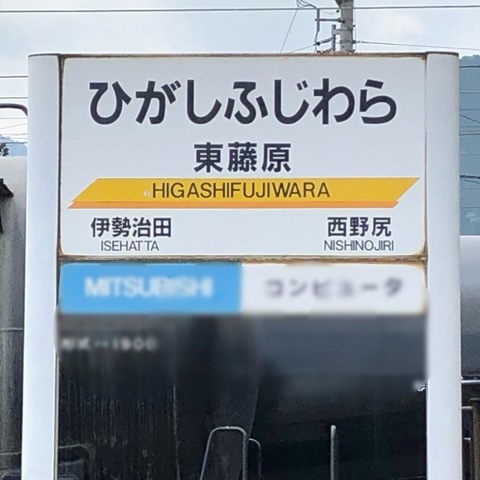 ひがしふじわら
東藤原
HIGASHIFUJIWARA
伊勢治田 西野尻
ISEHATTA NISHINOJIRI
MITSUBISHI コンピュータ